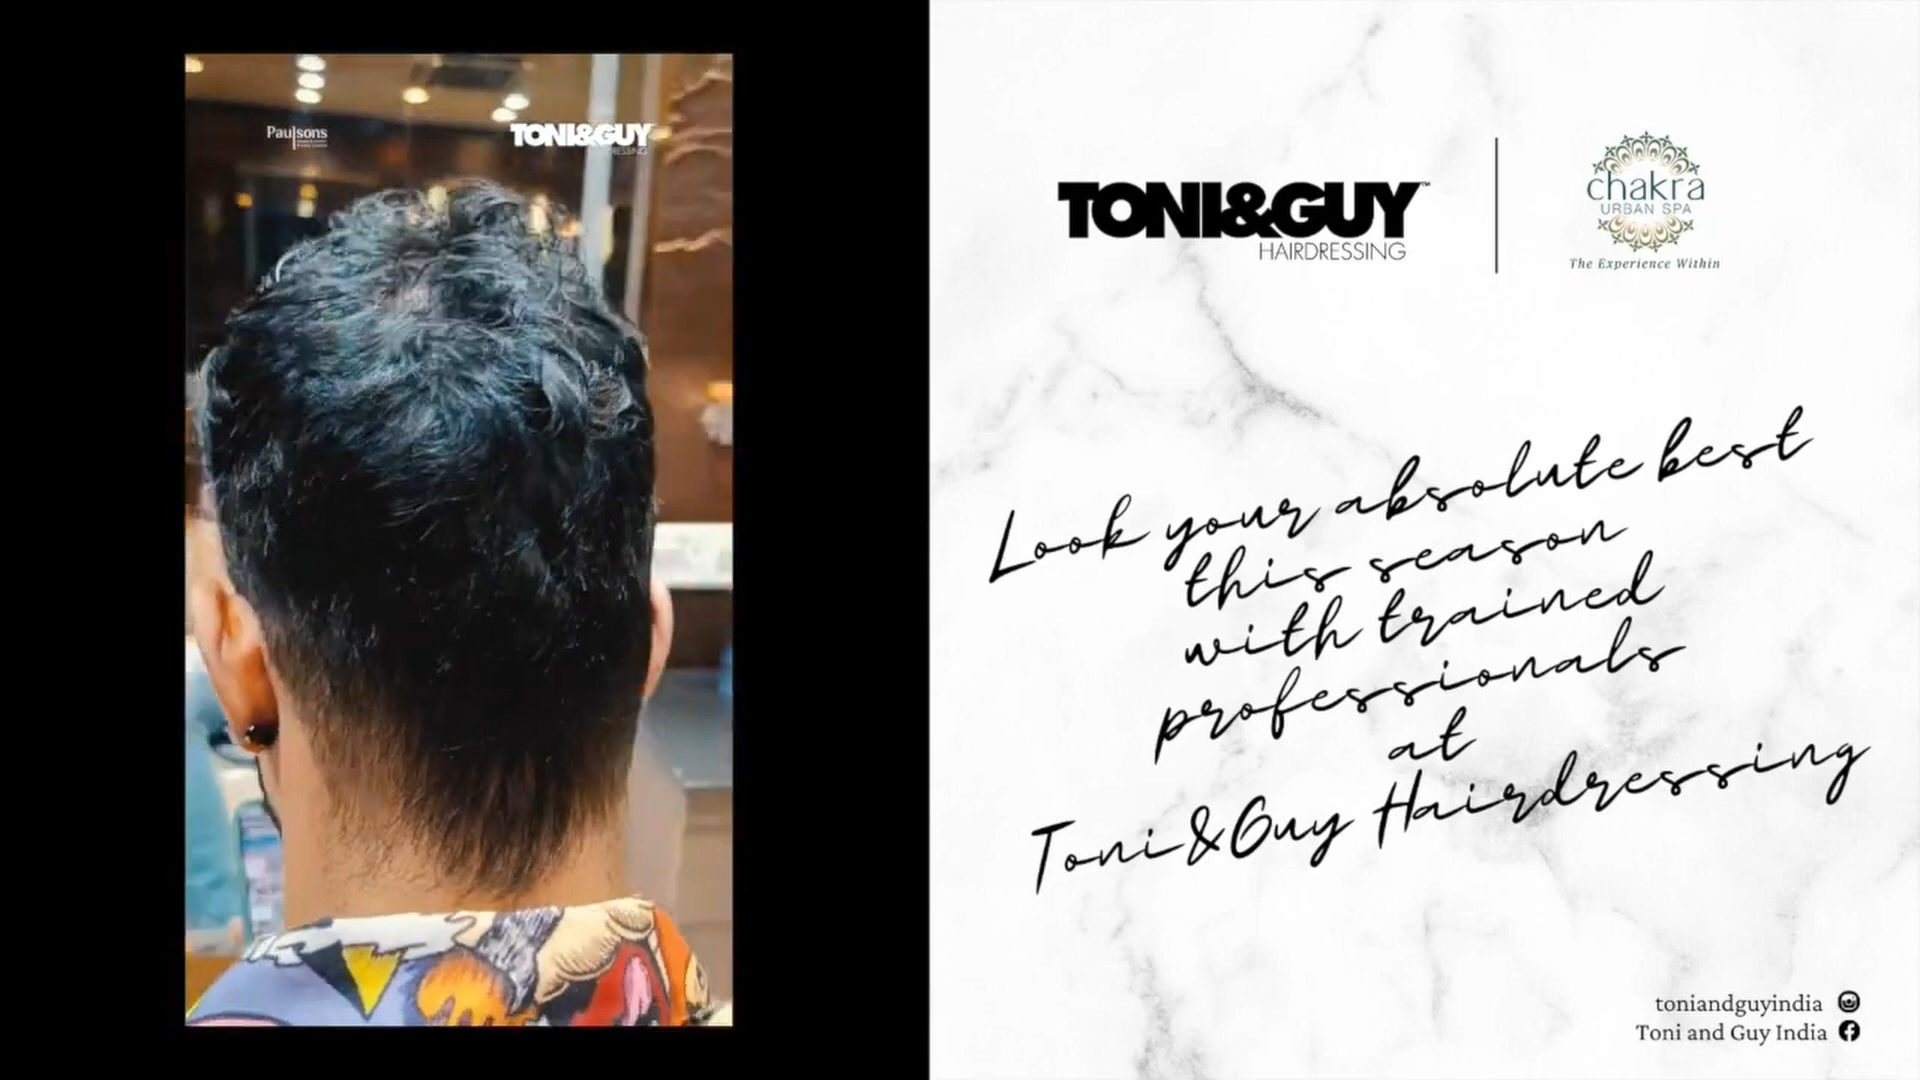 Paulsons
TONI&GUY
TONI&GUY™
HAIRDRESSING
chakra
URBAN SPA
The Experience Within
Look your absolute best
this season
with trained
professionals
at
Toni&Guy Hairdressing
toniandguyindia
Toni and Guy India